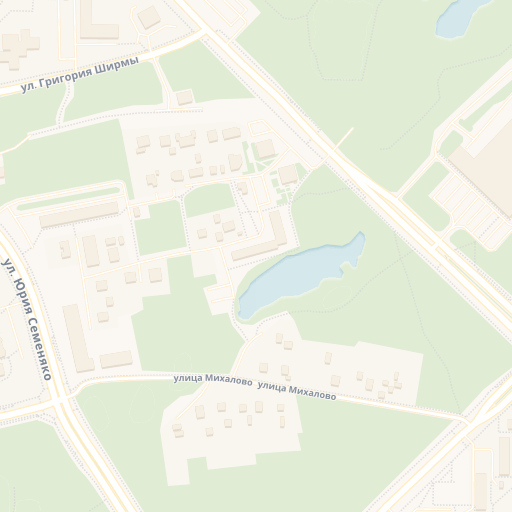 ул. Григория Ширмы
ул. Юрия Семеняко
улица Михалово
улица Михалово